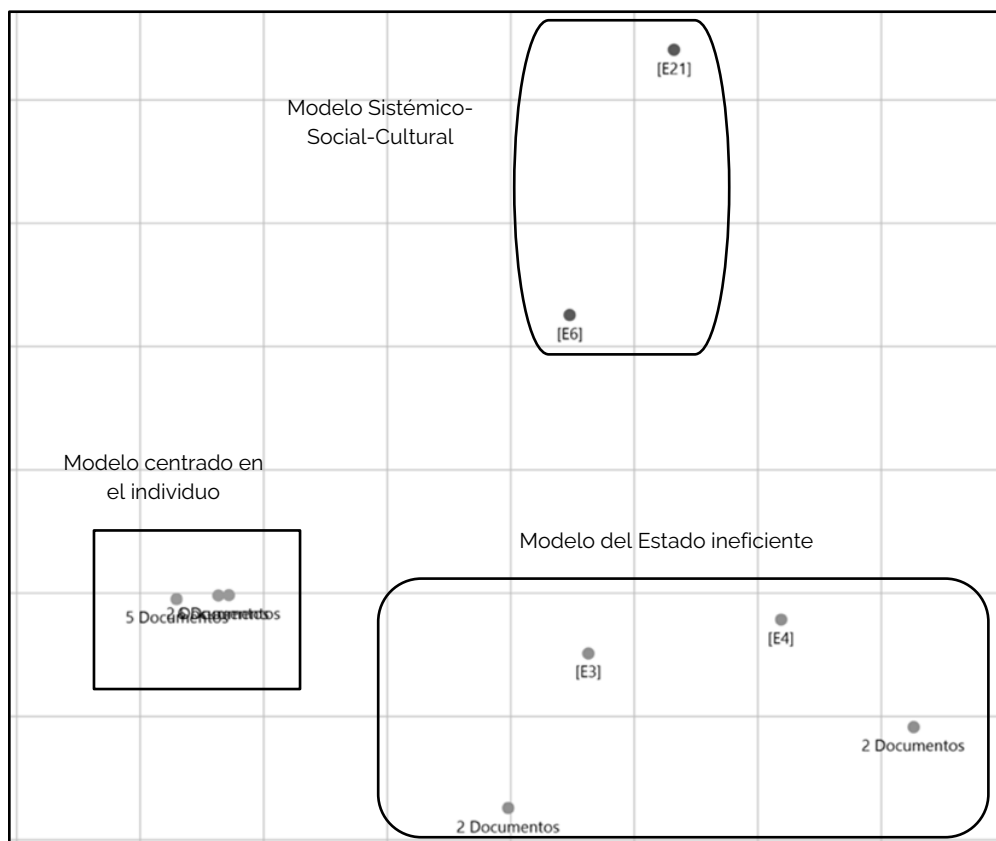 [E21]
Modelo Sistémico-
Social-Cultural
[E6]
Modelo centrado en
el individuo
Modelo del Estado ineficiente
5 Documentos
[E4]
[E3]
2 Documentos
2 Documentos